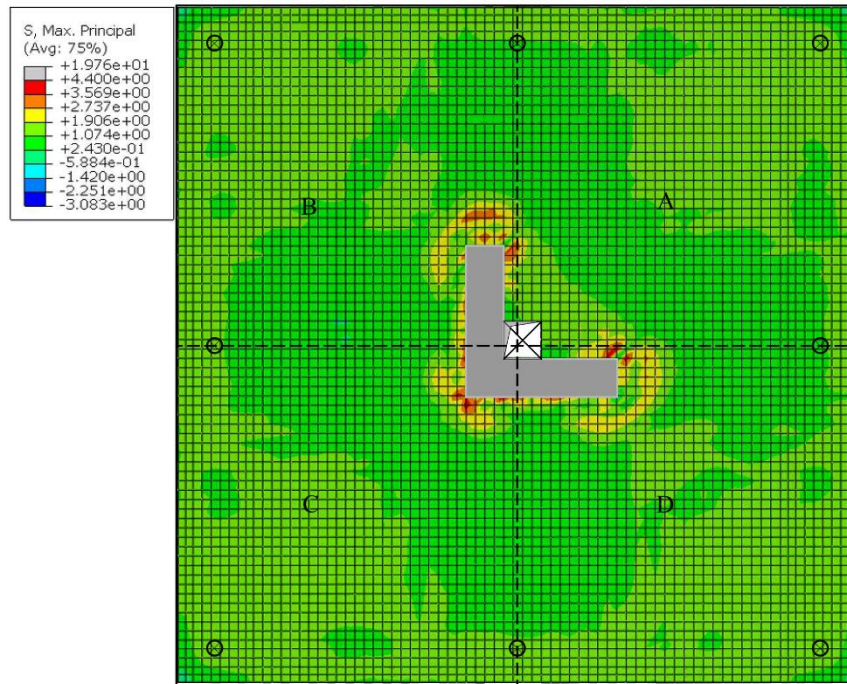 S, Max. Principal
(Avg: 75%)
+1.976e+01
+4.400e+00
+3.569e+00
+2.737e+00
+1.906e+00
+1.074e+00
+2.430e-01
-5.884e-01
-1.420e+00
-2.251e+00
-3.083e+00
B
A
C
D